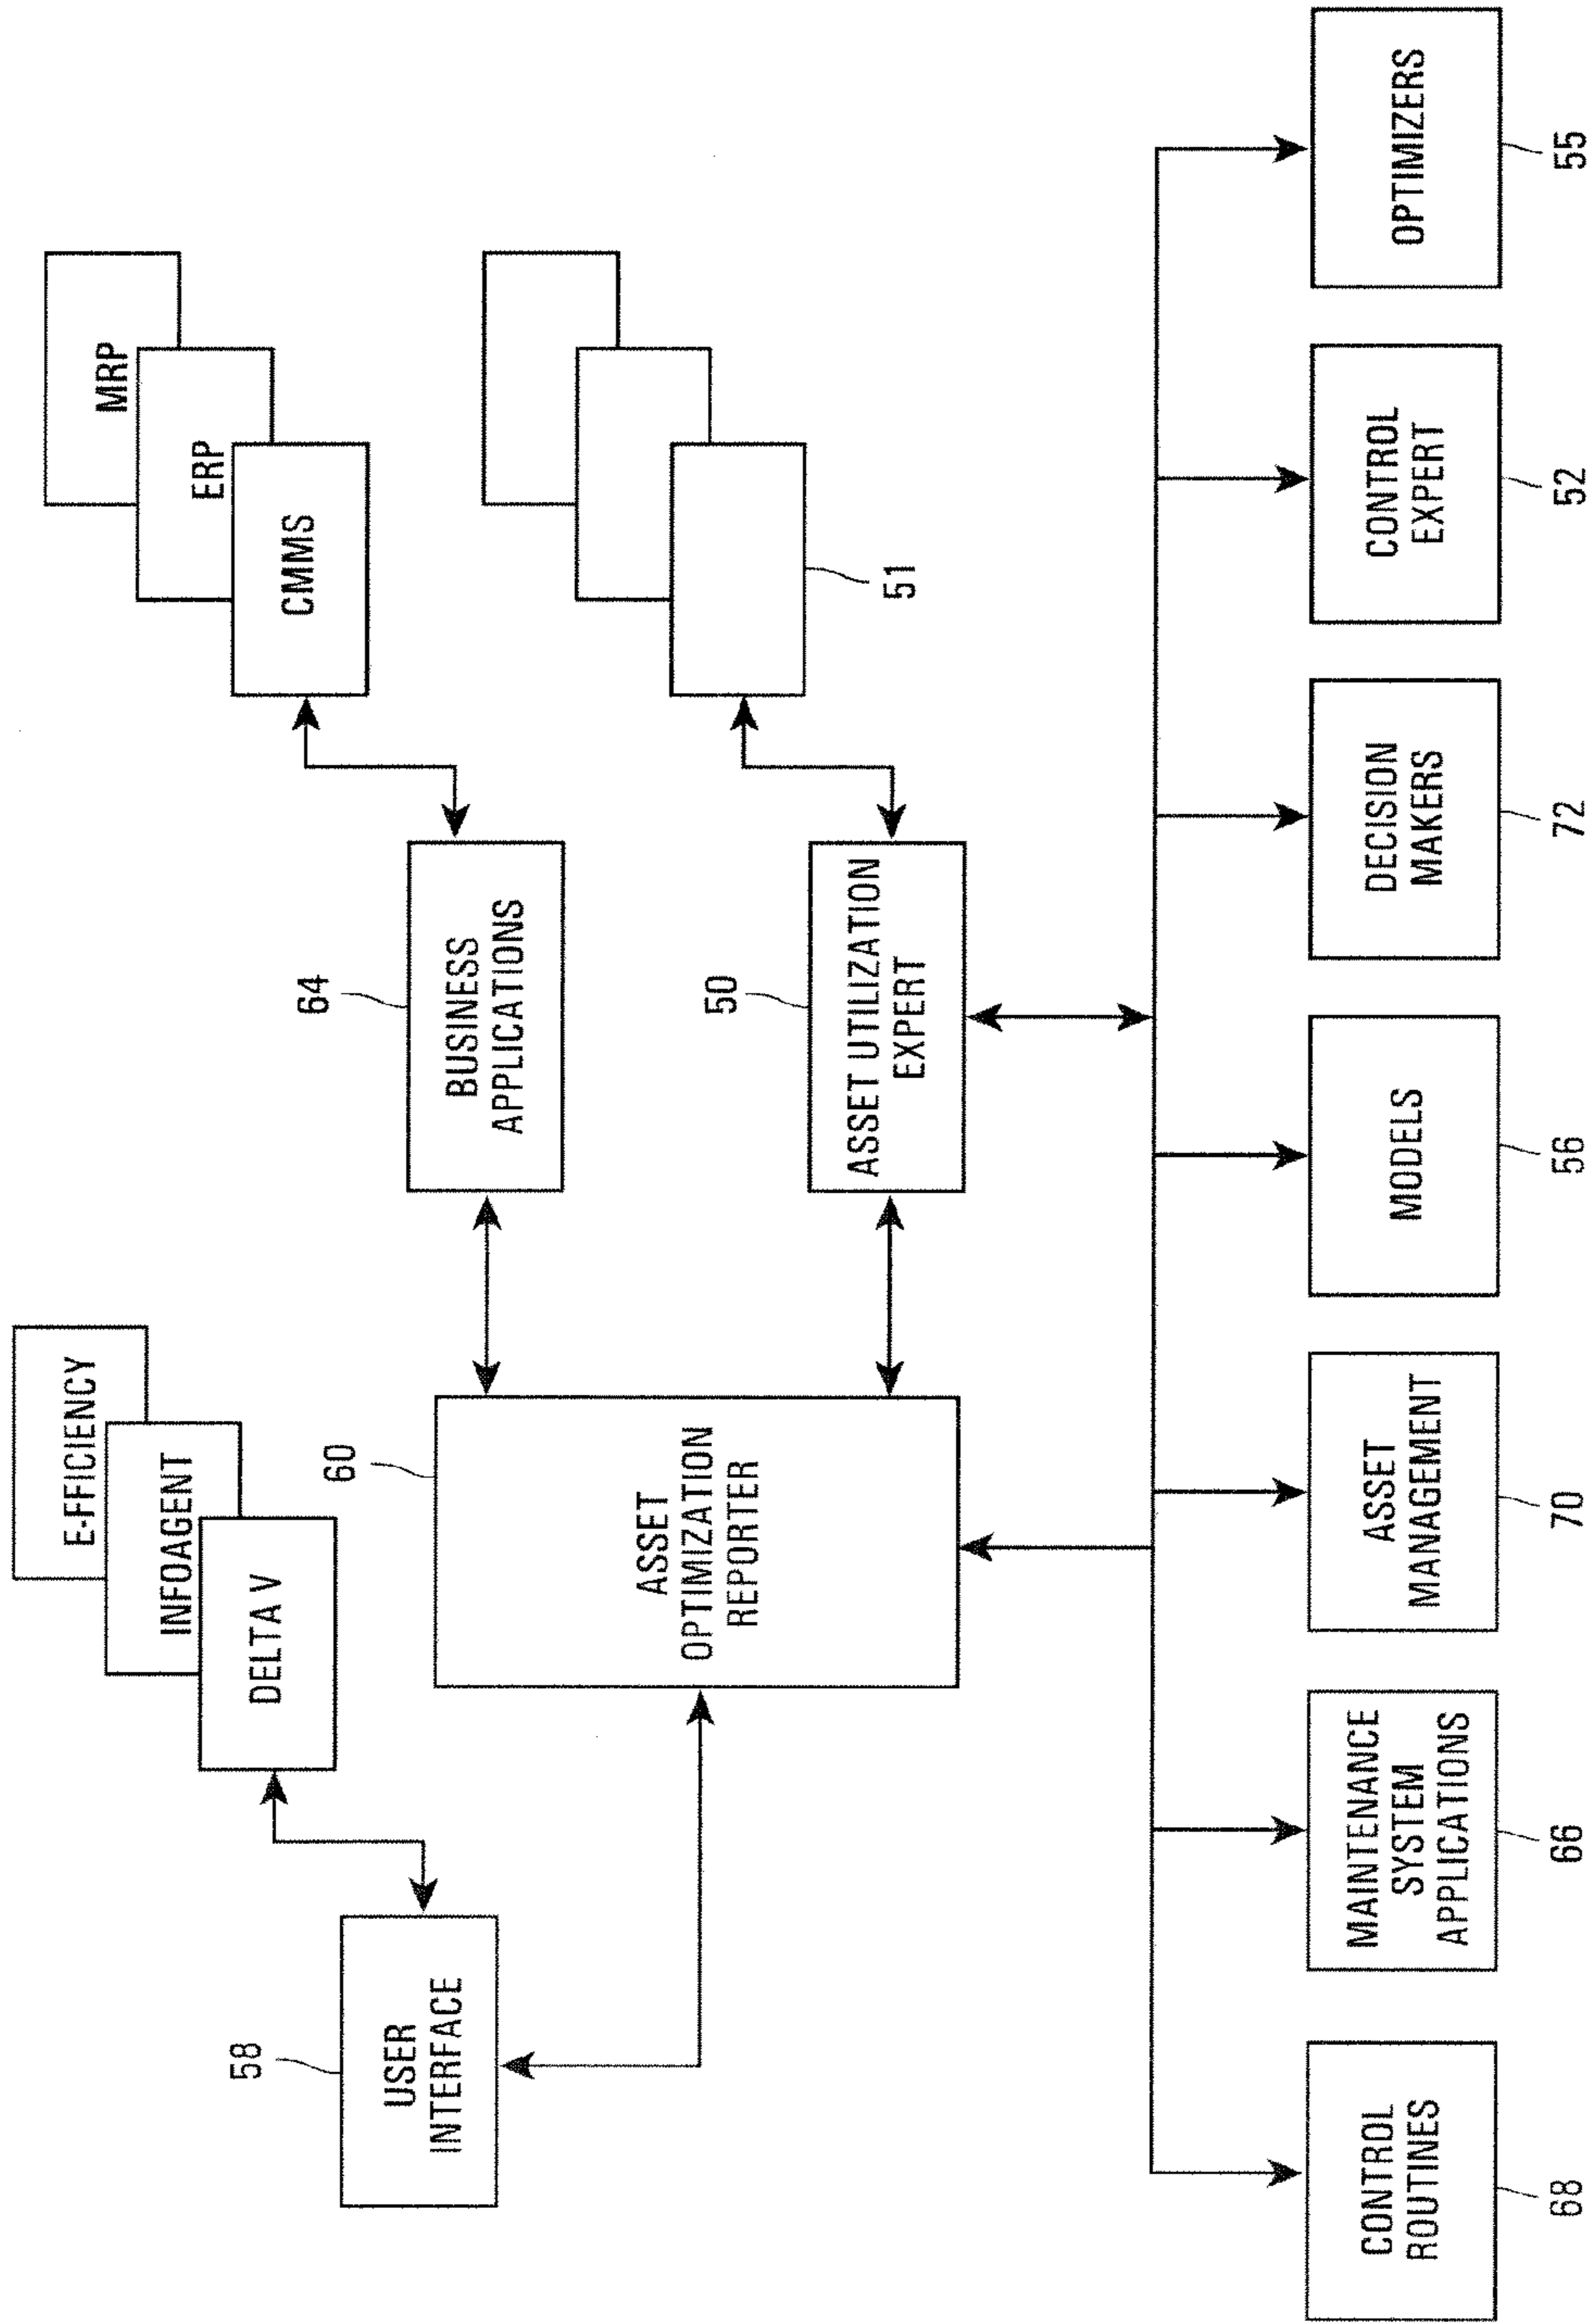 E-FFICIENCY
INFOAGENT
DELTA V
MRP
ERP
CMMS
58
USER
INTERFACE
60
ASSET
OPTIMIZATION
REPORTER
64
BUSINESS
APPLICATIONS
50
ASSET UTILIZATION
EXPERT
51
CONTROL
ROUTINES
68
MAINTENANCE
SYSTEM
APPLICATIONS
66
ASSET
MANAGEMENT
70
MODELS
56
DECISION
MAKERS
72
CONTROL
EXPERT
52
OPTIMIZERS
55